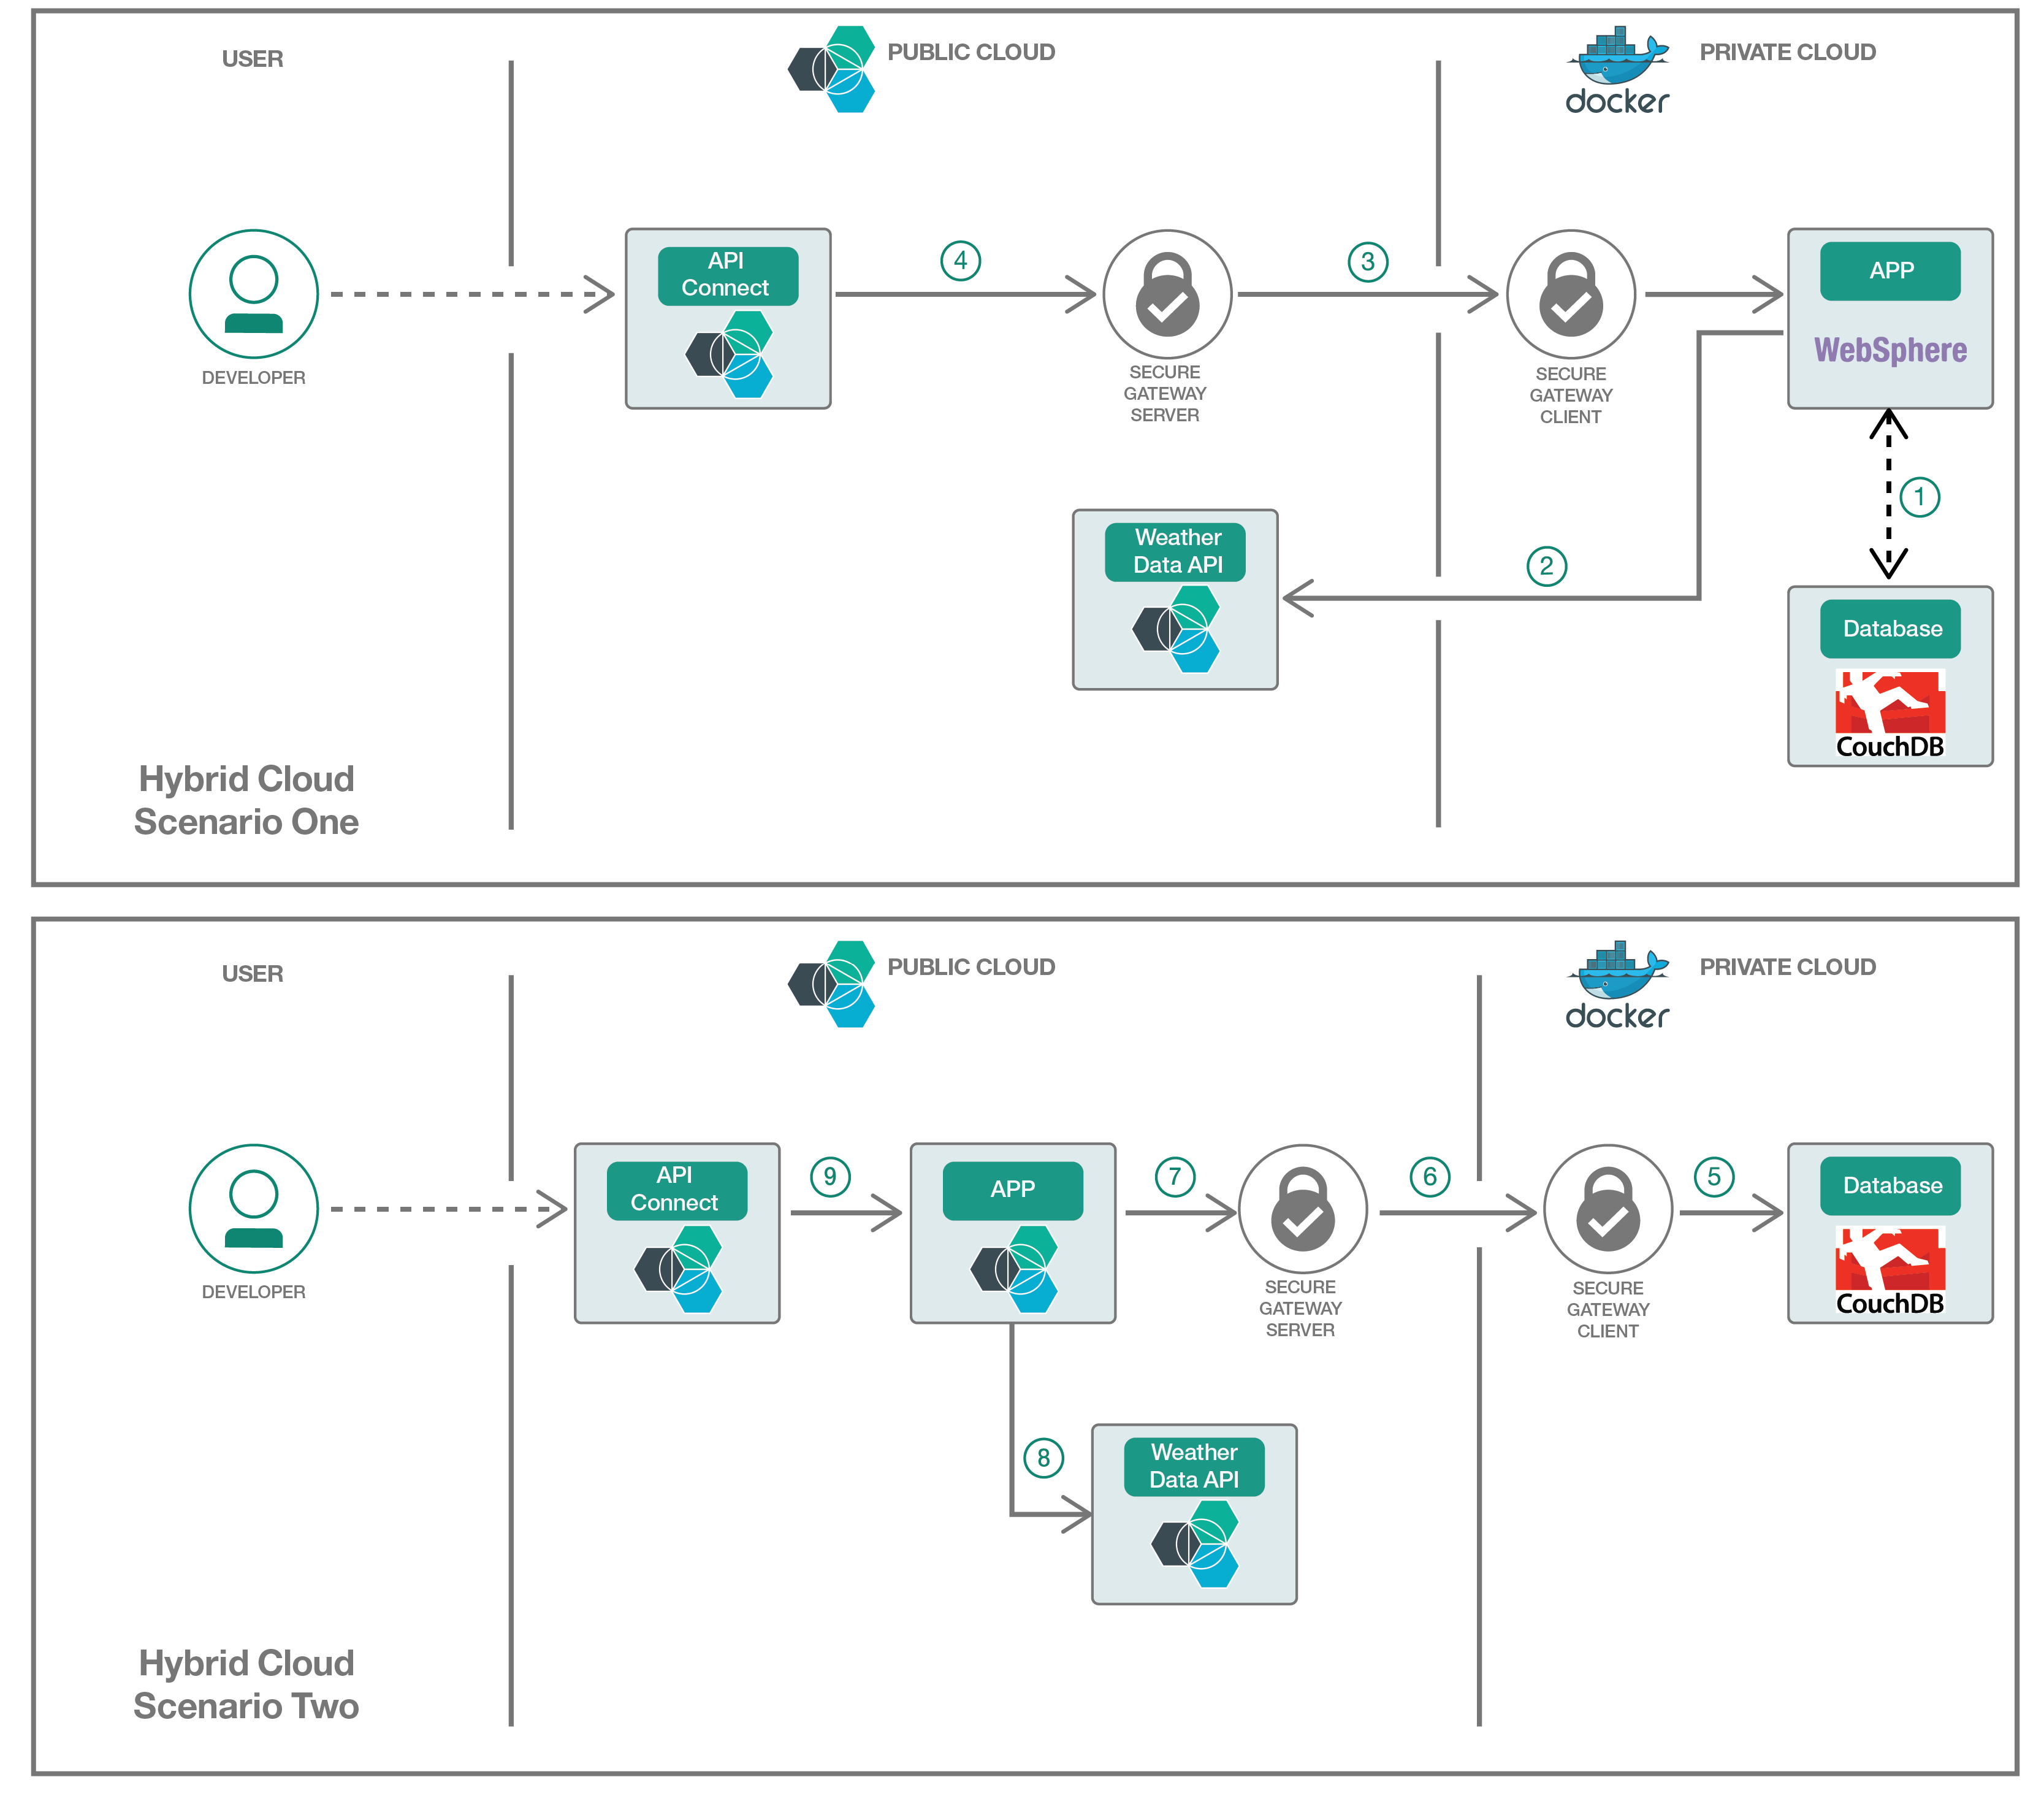 USER
PUBLIC CLOUD
docker
PRIVATE CLOUD
DEVELOPER
API
Connect
4
SECURE
GATEWAY
SERVER
3
SECURE
GATEWAY
CLIENT
APP
WebSphere
1
2
Weather
Data API
Database
CouchDB
Hybrid Cloud
Scenario One
USER
PUBLIC CLOUD
docker
PRIVATE CLOUD
DEVELOPER
API
Connect
9
APP
7
SECURE
GATEWAY
SERVER
6
SECURE
GATEWAY
CLIENT
5
Database
CouchDB
8
Weather
Data API
Hybrid Cloud
Scenario Two